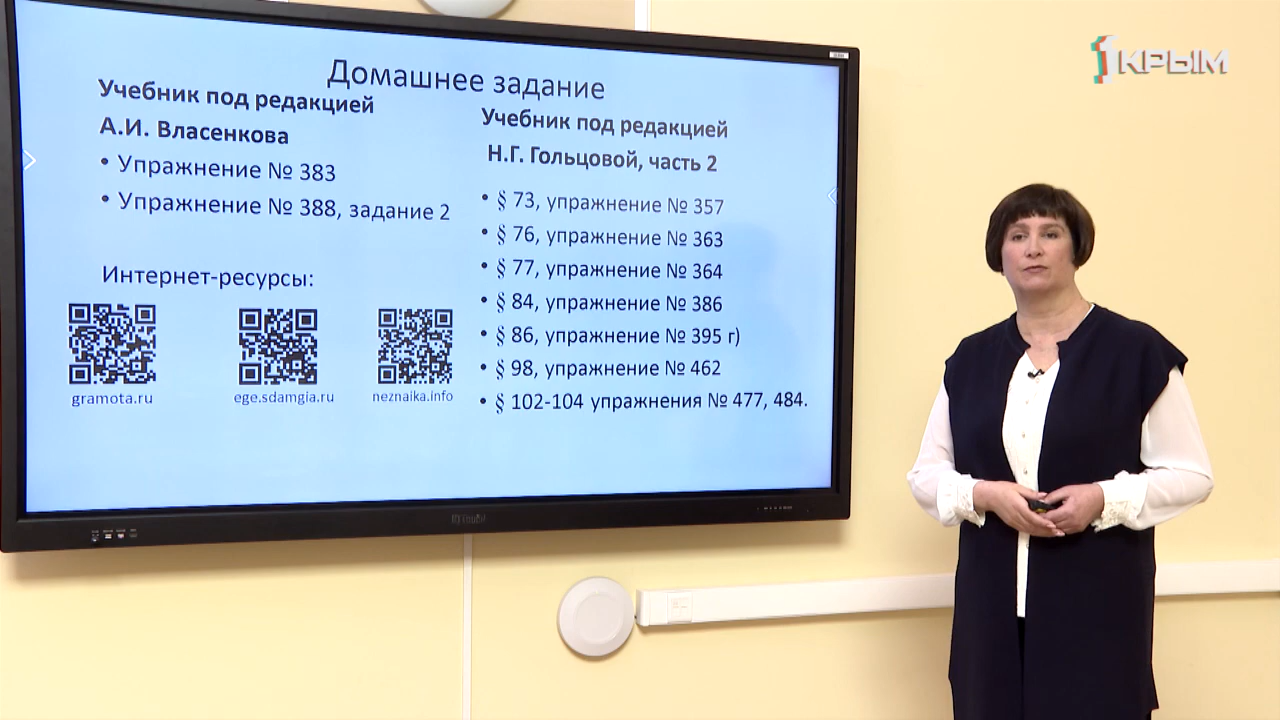 Домашнее задание
Учебник под редакцией
А.И. Власенкова
• Упражнение № 383
• Упражнение № 388, задание 2
Интернет-ресурсы:
gramota.ru
ege.sdamgia.ru
neznaika.info
Учебник под редакцией
Н.Г. Гольцовой, часть 2
• § 73, упражнение № 357
• § 76, упражнение № 363
• § 77, упражнение № 364
• § 84, упражнение № 386
• § 86, упражнение № 395 г)
• § 98, упражнение № 462
• § 102-104 упражнения № 477, 484.
1 КРЫМ